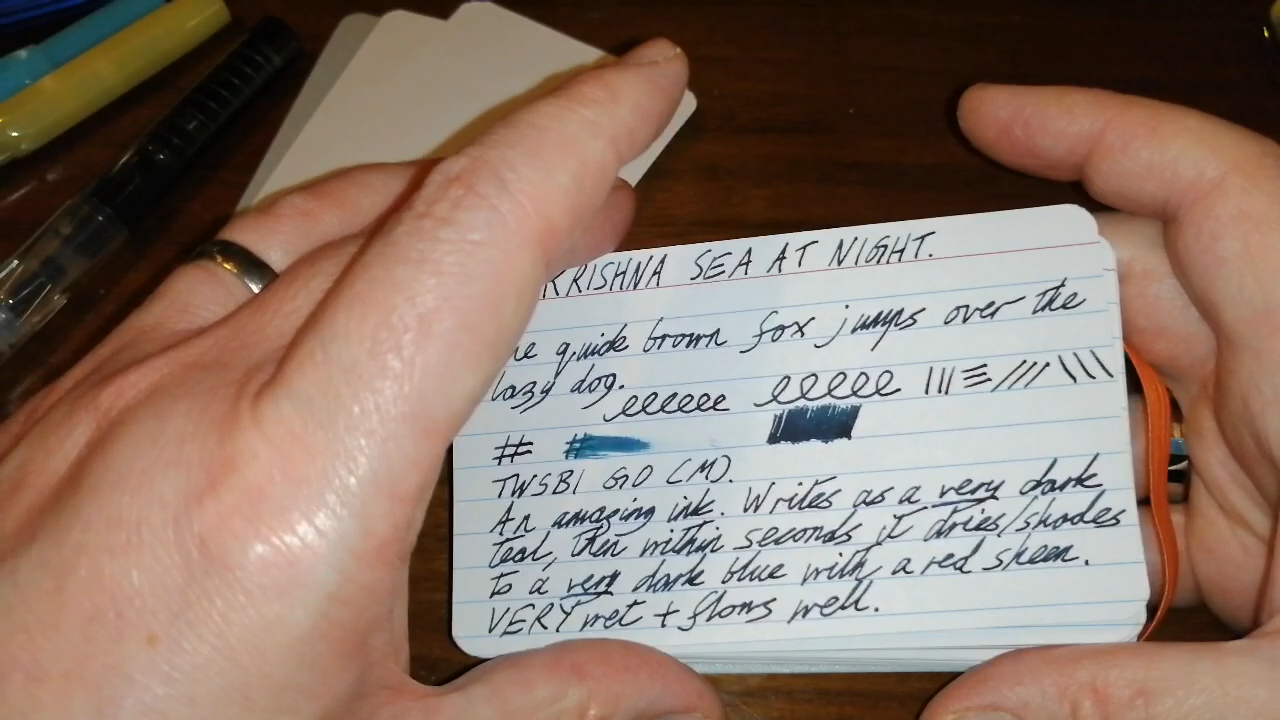 KRISHNA SEA AT NIGHT.
he quick brown fox jumps over the
lazy dog.
eeeeee eeeeee
#
TWSBI GO (M).
An amazing ink. Writes as a very dark
teal, then within seconds it dries/shades
to a very dark blue with a red sheen.
VERY wet + flows well.